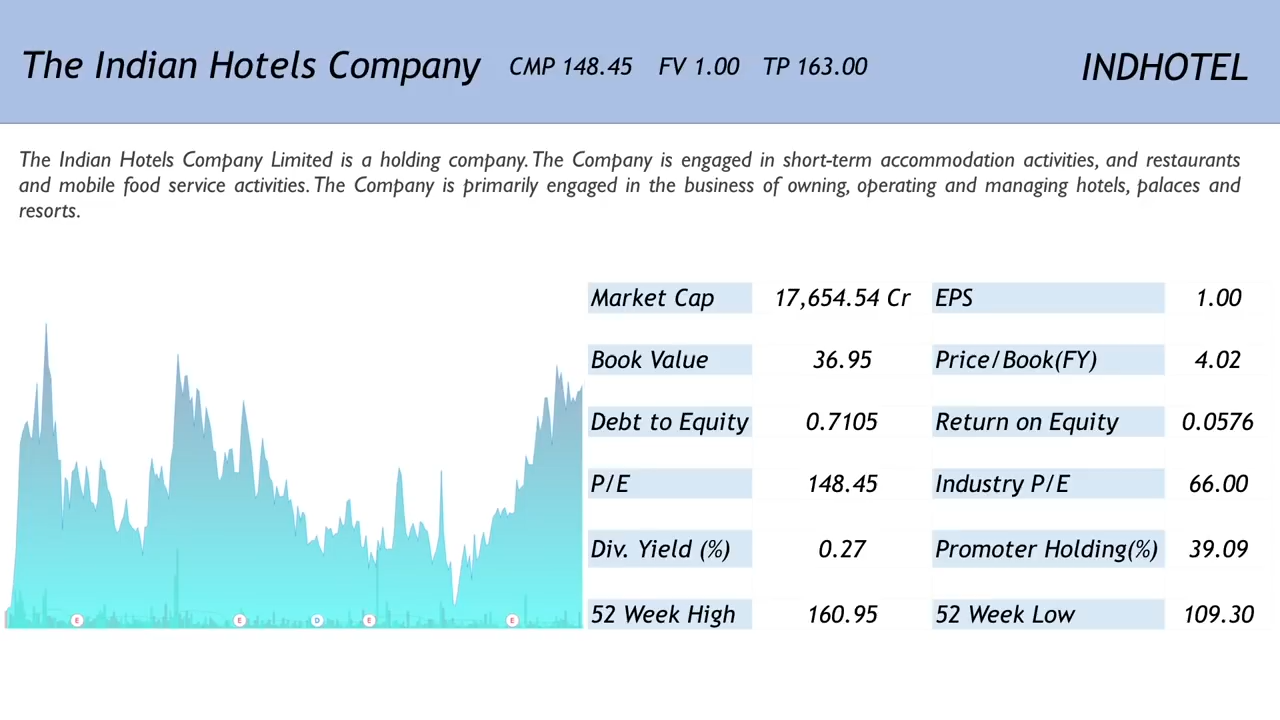 The Indian Hotels Company CMP 148.45 FV 1.00 TP 163.00 INDHOTEL
The Indian Hotels Company Limited is a holding company. The Company is engaged in short-term accommodation activities, and restaurants
and mobile food service activities. The Company is primarily engaged in the business of owning, operating and managing hotels, palaces and
resorts.
Market Cap 17,654.54 Cr EPS 1.00
Book Value 36.95 Price/Book(FY) 4.02
Debt to Equity 0.7105 Return on Equity 0.0576
P/E 148.45 Industry P/E 66.00
Div. Yield (%) 0.27 Promoter Holding(%) 39.09
52 Week High 160.95 52 Week Low 109.30
E E D E E